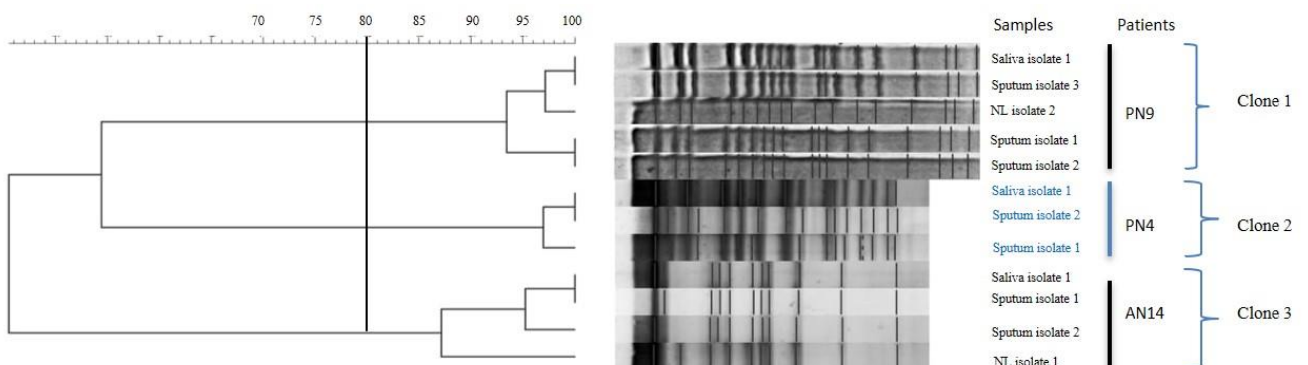 70 75 80 85 90 95 100
Samples Patients
Saliva isolate 1
Sputum isolate 3
NL isolate 2
Sputum isolate 1
Sputum isolate 2
PN9
Clone 1
Saliva isolate 1
Sputum isolate 2
Sputum isolate 1
PN4
Clone 2
Saliva isolate 1
Sputum isolate 1
Sputum isolate 2
NL isolate 1
AN14
Clone 3